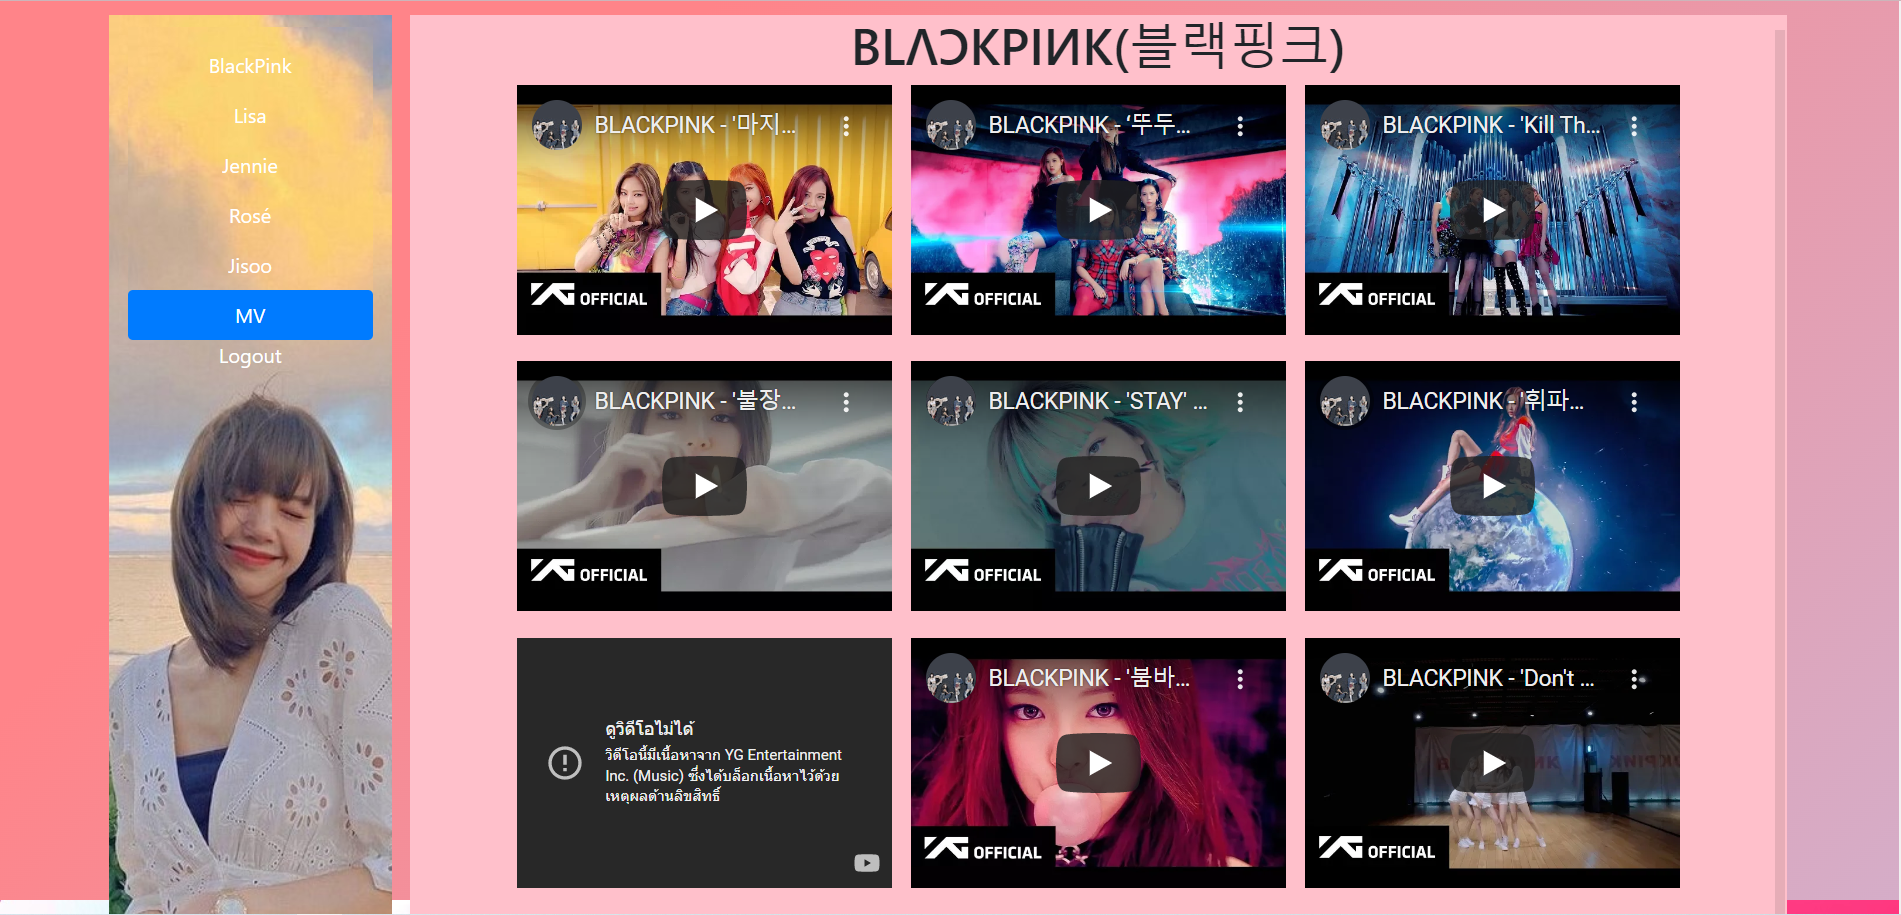 BlackPink
Lisa
Jennie
Rosé
Jisoo
MV
Logout
BLɅƆKPIИK(블랙핑크)
BLACKPINK - '마지...
OFFICIAL
BLACKPINK - ‘뚜두...
OFFICIAL
BLACKPINK - 'Kill Th...
OFFICIAL
BLACKPINK - '불장...
OFFICIAL
BLACKPINK - 'STAY' ...
OFFICIAL
BLACKPINK - '휘파...
OFFICIAL
ดูวิดีโอไม่ได้
วิดีโอนี้มีเนื้อหาจาก YG Entertainment
Inc. (Music) ซึ่งได้บล็อกเนื้อหาไว้ด้วย
เหตุผลด้านลิขสิทธิ์
BLACKPINK - '붐바...
OFFICIAL
BLACKPINK - 'Don't ...
OFFICIAL